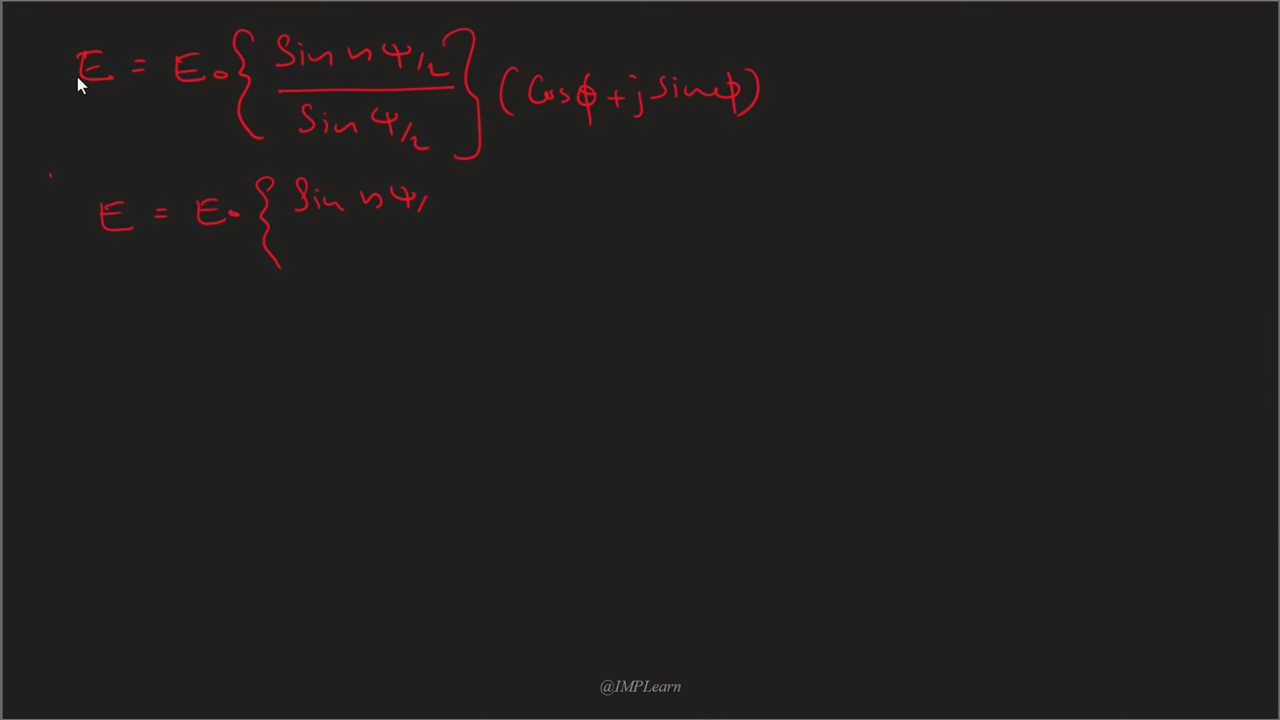 E = E₀ { Sin nψ/2 / Sin ψ/2 } (Cosϕ + j sinϕ)
E = E₀ { Sin nψ/
@IMPLearn